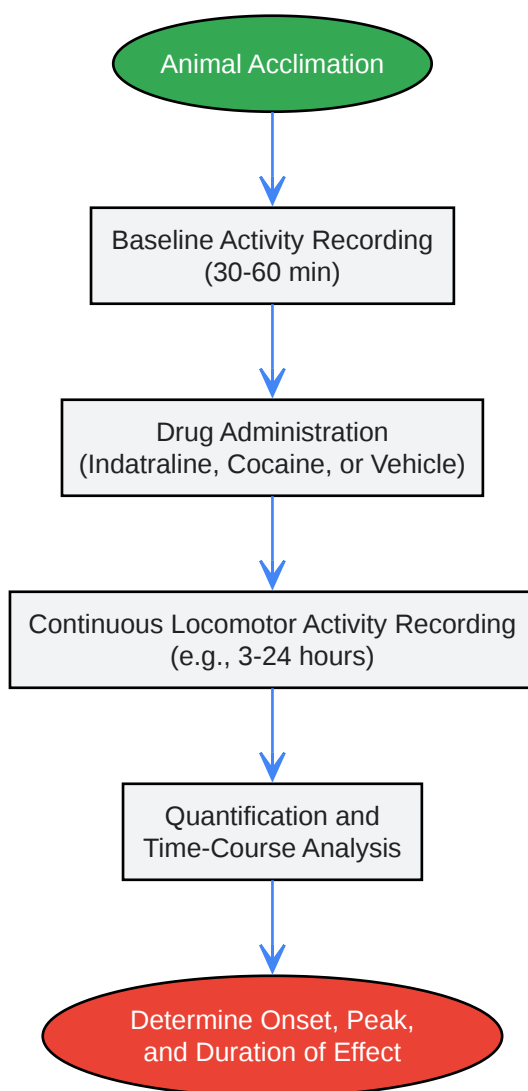 Animal Acclimation
Baseline Activity Recording
(30-60 min)
Drug Administration
(Indatraline, Cocaine, or Vehicle)
Continuous Locomotor Activity Recording
(e.g., 3-24 hours)
Quantification and
Time-Course Analysis
Determine Onset, Peak,
and Duration of Effect